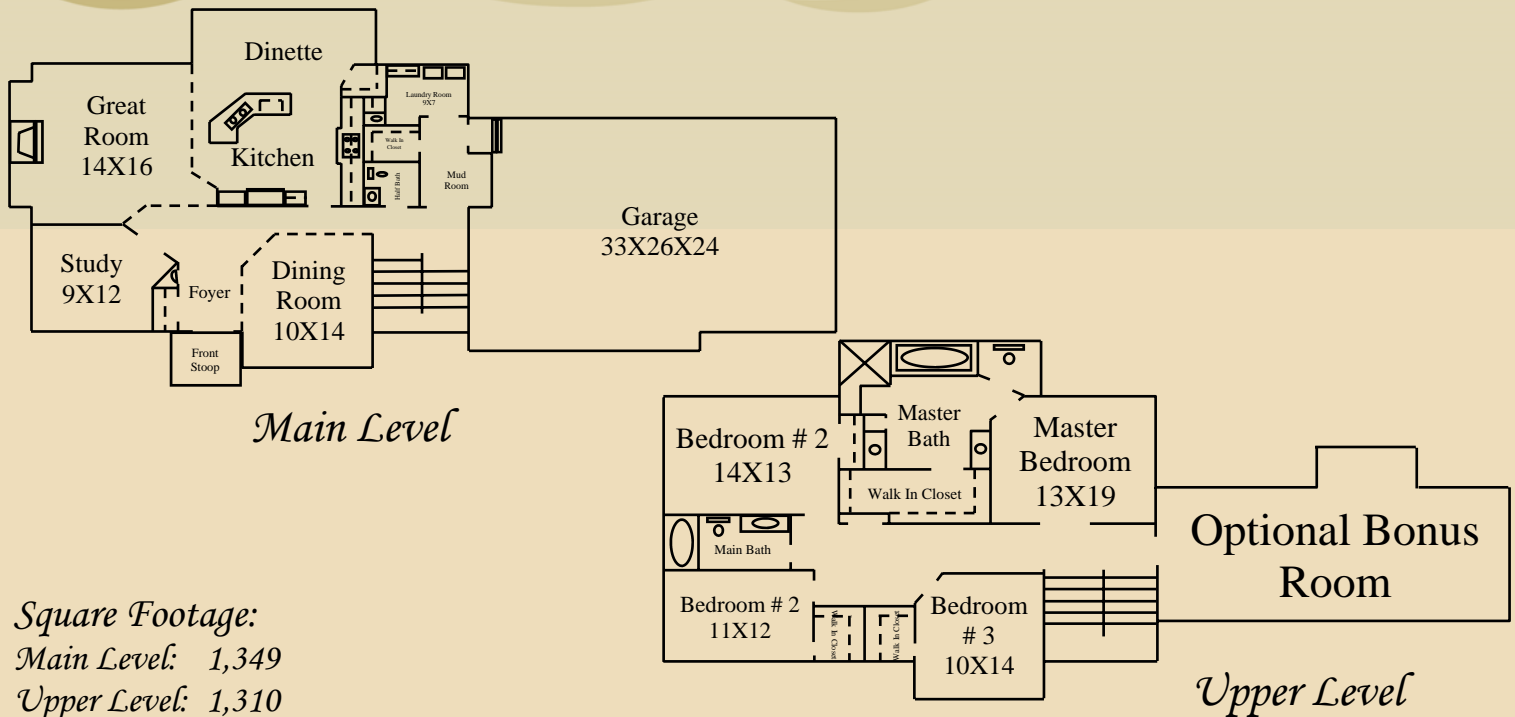 Dinette
Great
Room
14X16
Kitchen
Laundry Room
9X7
Walk In
Closet
Half Bath
Mud
Room
Garage
33X26X24
Study
9X12
Foyer
Dining
Room
10X14
Front
Stoop
Main Level
Bedroom # 2
14X13
Master
Bath
Master
Bedroom
13X19
Walk In Closet
Main Bath
Optional Bonus
Room
Bedroom # 2
11X12
Walk In
Closet
Walk In Closet
Bedroom
# 3
10X14
Upper Level
Square Footage:
Main Level: 1,349
Upper Level: 1,310